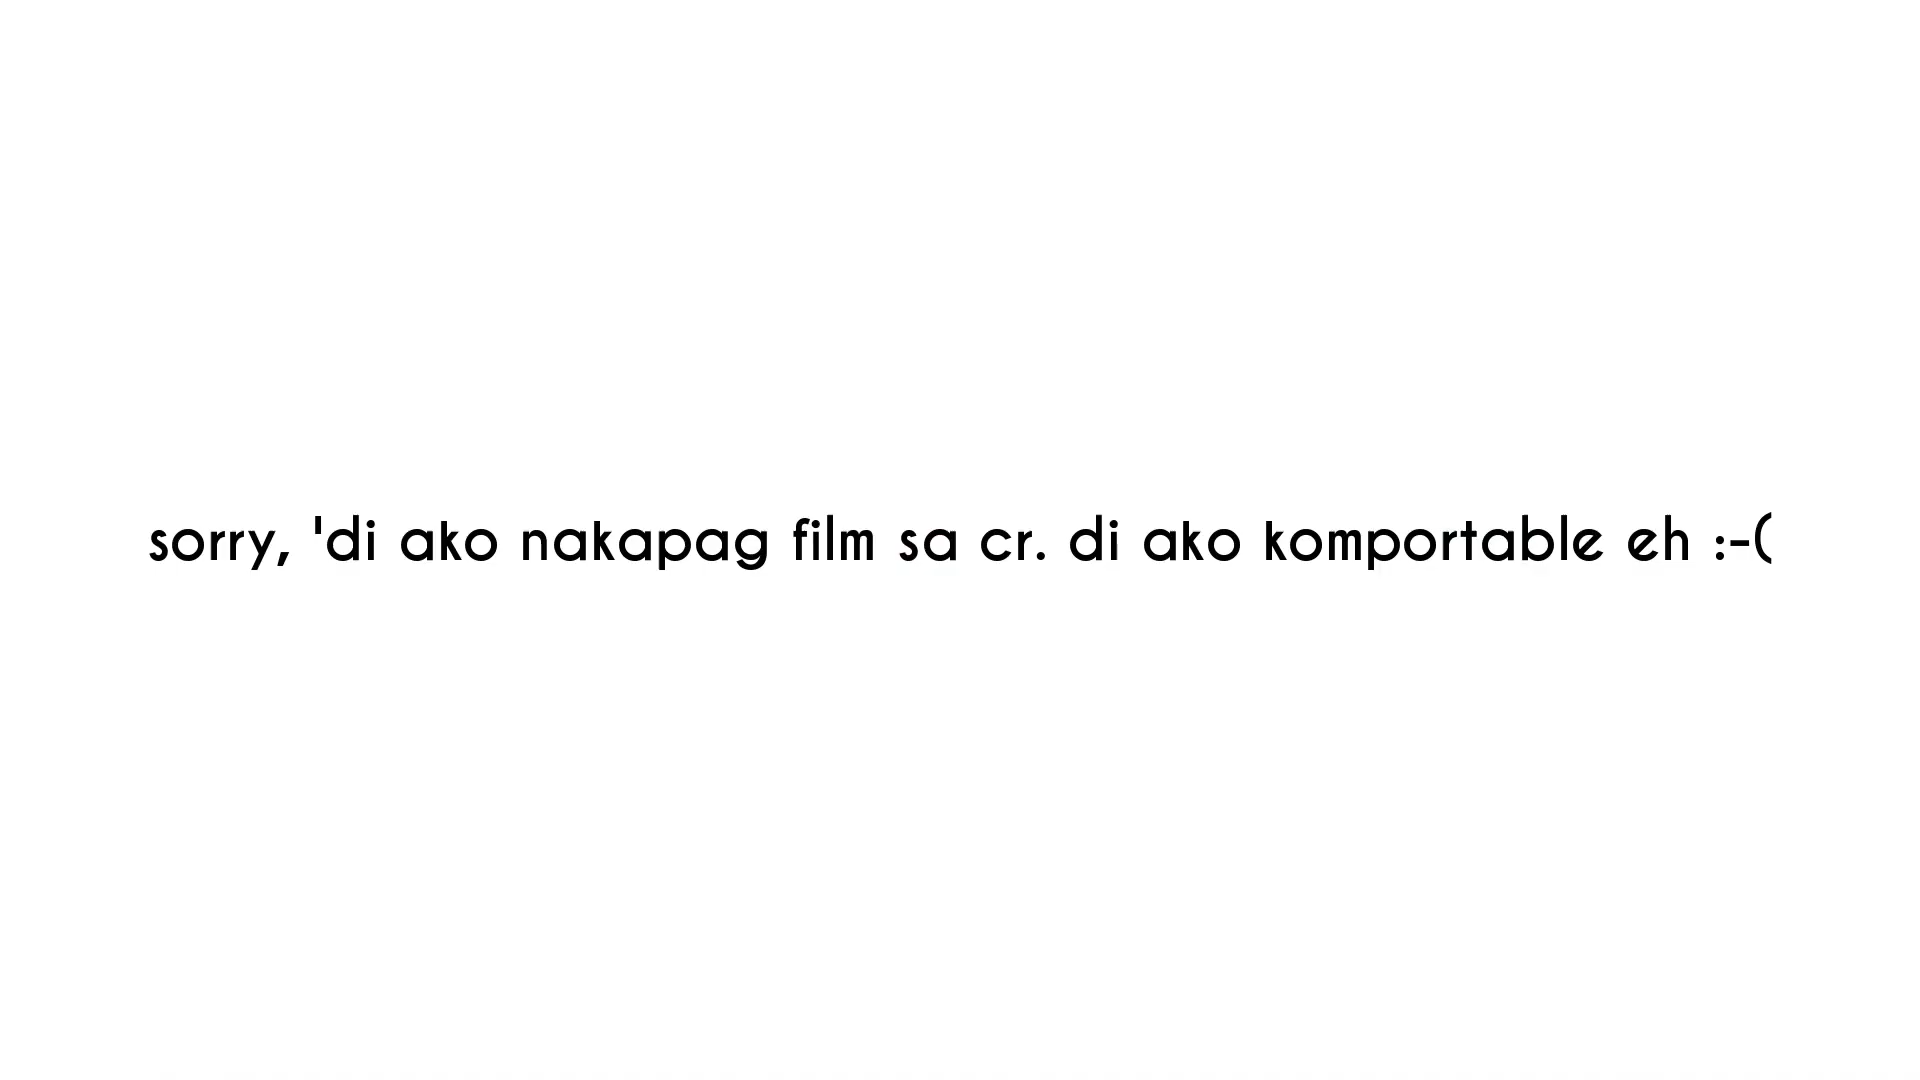 sorry, 'di ako nakapag film sa cr. di ako komportable eh :-(